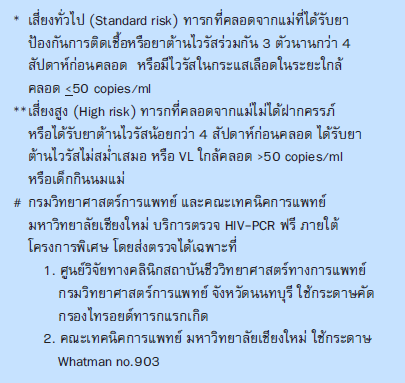 * เสี่ยงทั่วไป (Standard risk) ทารกที่คลอดจากแม่ที่ได้รับยา
ป้องกันการติดเชื้อหรือยาต้านไวรัสร่วมกัน 3 ตัวนานกว่า 4
สัปดาห์ก่อนคลอด หรือมีไวรัสในกระแสเลือดในระยะใกล้
คลอด ≤50 copies/ml
**เสี่ยงสูง (High risk) ทารกที่คลอดจากแม่ไม่ได้ฝากครรภ์
หรือได้รับยาต้านไวรัสน้อยกว่า 4 สัปดาห์ก่อนคลอด ได้รับยา
ต้านไวรัสไม่สม่ำเสมอ หรือ VL ใกล้คลอด >50 copies/ml
หรือเด็กกินนมแม่
# กรมวิทยาศาสตร์การแพทย์ และคณะเทคนิคการแพทย์
มหาวิทยาลัยเชียงใหม่ บริการตรวจ HIV-PCR ฟรี ภายใต้
โครงการพิเศษ โดยส่งตรวจได้เฉพาะที่
1. ศูนย์วิจัยทางคลินิกสถาบันชีววิทยาศาสตร์ทางการแพทย์
กรมวิทยาศาสตร์การแพทย์ จังหวัดนนทบุรี ใช้กระดาษคัด
กรองไทรอยด์ทารกแรกเกิด
2. คณะเทคนิคการแพทย์ มหาวิทยาลัยเชียงใหม่ ใช้กระดาษ
Whatman no.903